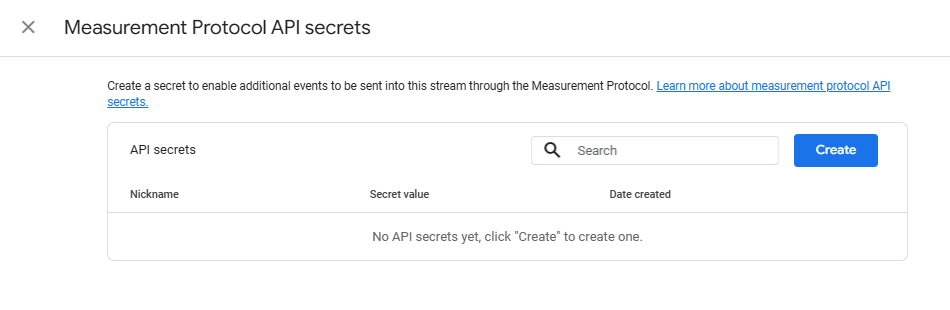 Measurement Protocol API secrets
Create a secret to enable additional events to be sent into this stream through the Measurement Protocol. Learn more about measurement protocol API
secrets.
API secrets
Search
Create
Nickname
Secret value
Date created
No API secrets yet, click "Create" to create one.